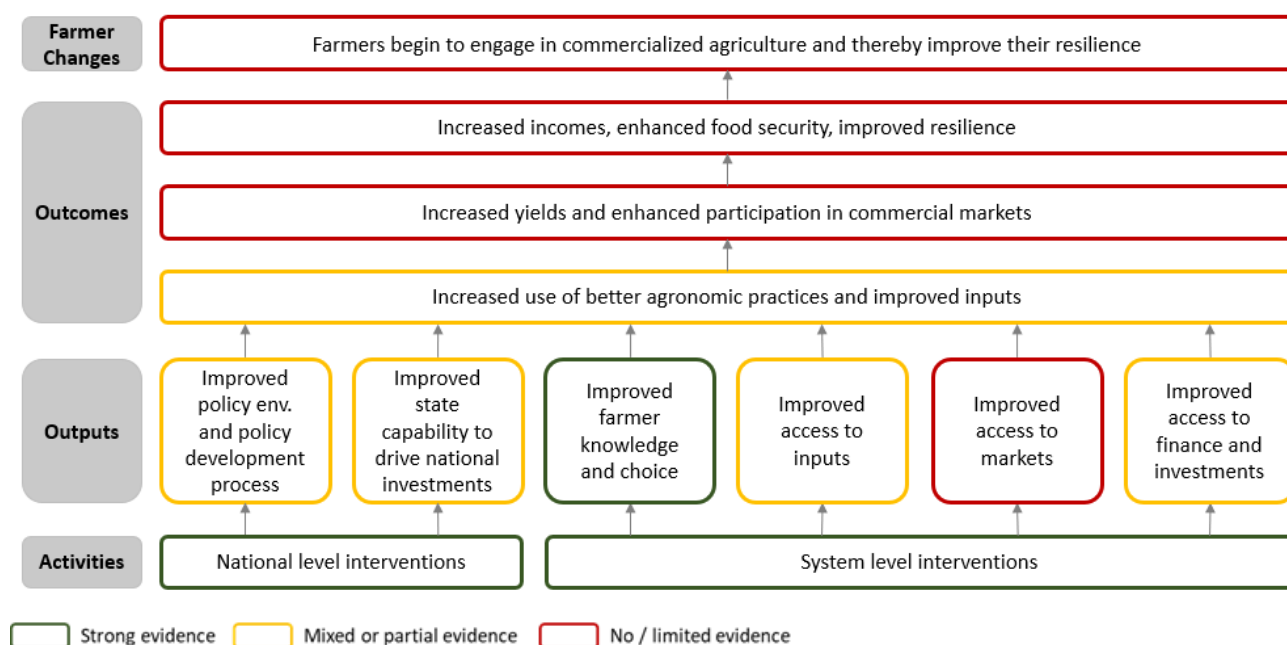 Farmer
Changes
Farmers begin to engage in commercialized agriculture and thereby improve their resilience
Outcomes
Increased incomes, enhanced food security, improved resilience
Increased yields and enhanced participation in commercial markets
Increased use of better agronomic practices and improved inputs
Outputs
Improved
policy env.
and policy
development
process
Improved
state
capability to
drive national
investments
Improved
farmer
knowledge
and choice
Improved
access to
inputs
Improved
access to
markets
Improved
access to
finance and
investments
Activities
National level interventions
System level interventions
Strong evidence
Mixed or partial evidence
No / limited evidence